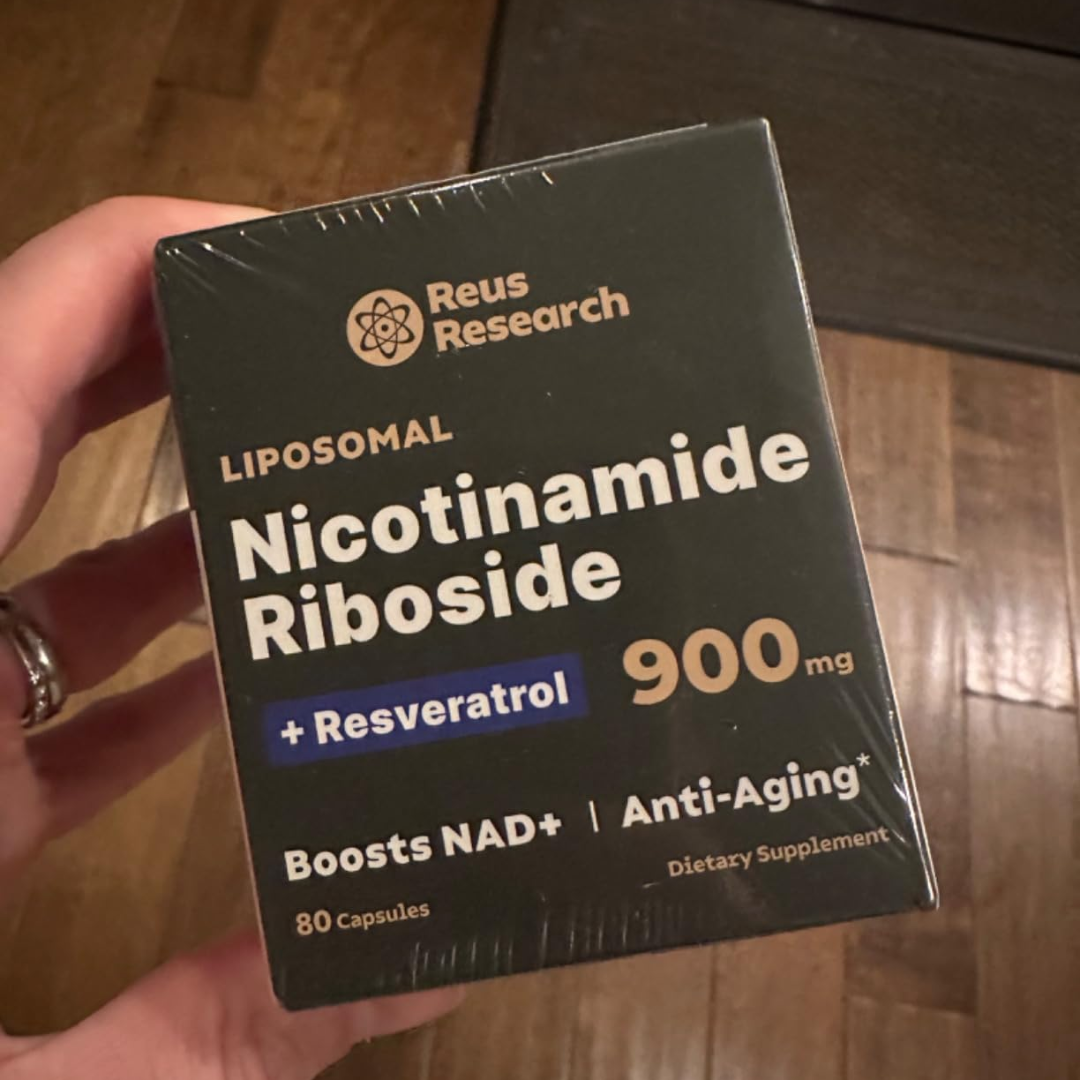 Reus
Research
LIPOSOMAL
Nicotinamide
Riboside
+ Resveratrol
900mg
Boosts NAD+ | Anti-Aging*
80 Capsules
Dietary Supplement